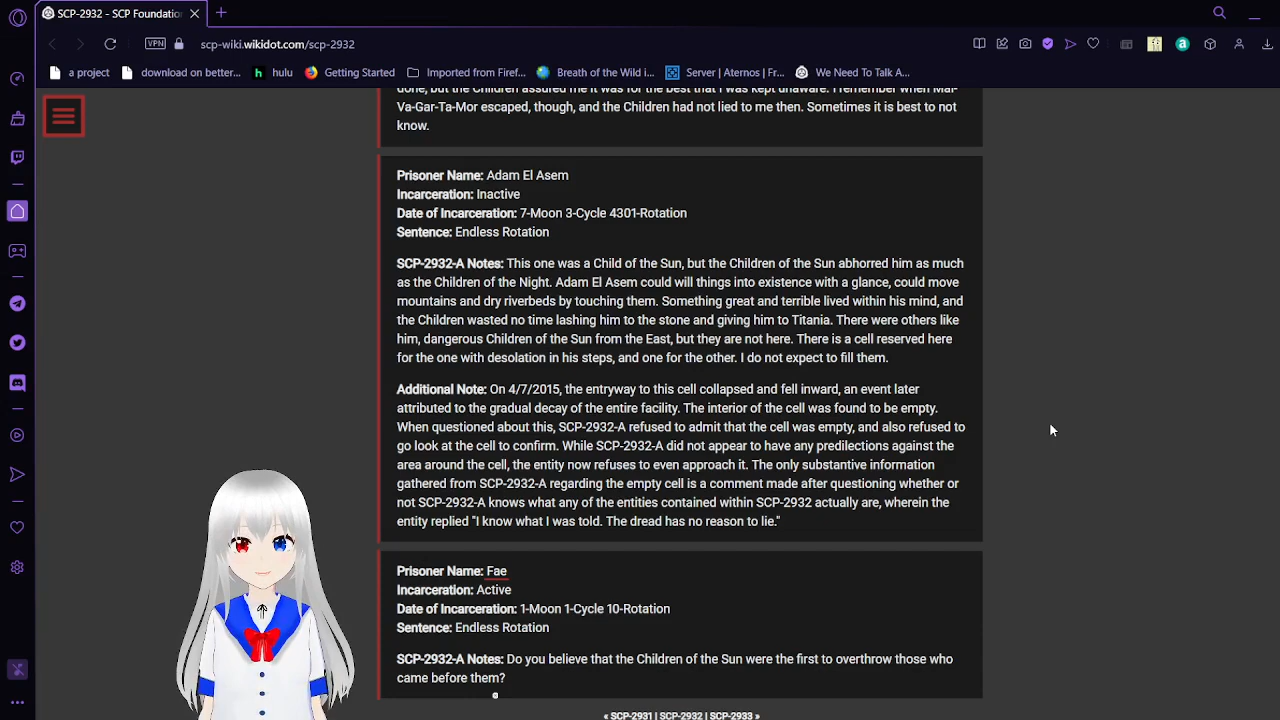 SCP-2932 - SCP Foundation
scp-wiki.wikidot.com/scp-2932
VPN
a project
download on better...
h hulu
Getting Started
Imported from Firef...
Breath of the Wild i...
Server | Aternos | Fr...
We Need To Talk A...
done, but the Children assured me it was for the best that I was kept unaware. I remember when Mal-
Va-Gar-Ta-Mor escaped, though, and the Children had not lied to me then. Sometimes it is best to not
know.
Prisoner Name: Adam El Asem
Incarceration: Inactive
Date of Incarceration: 7-Moon 3-Cycle 4301-Rotation
Sentence: Endless Rotation
SCP-2932-A Notes: This one was a Child of the Sun, but the Children of the Sun abhorred him as much
as the Children of the Night. Adam El Asem could will things into existence with a glance, could move
mountains and dry riverbeds by touching them. Something great and terrible lived within his mind, and
the Children wasted no time lashing him to the stone and giving him to Titania. There were others like
him, dangerous Children of the Sun from the East, but they are not here. There is a cell reserved here
for the one with desolation in his steps, and one for the other. I do not expect to fill them.
Additional Note: On 4/7/2015, the entryway to this cell collapsed and fell inward, an event later
attributed to the gradual decay of the entire facility. The interior of the cell was found to be empty.
When questioned about this, SCP-2932-A refused to admit that the cell was empty, and also refused to
go look at the cell to confirm. While SCP-2932-A did not appear to have any predilections against the
area around the cell, the entity now refuses to even approach it. The only substantive information
gathered from SCP-2932-A regarding the empty cell is a comment made after questioning whether or
not SCP-2932-A knows what any of the entities contained within SCP-2932 actually are, wherein the
entity replied "I know what I was told. The dread has no reason to lie."
Prisoner Name: Fae
Incarceration: Active
Date of Incarceration: 1-Moon 1-Cycle 10-Rotation
Sentence: Endless Rotation
SCP-2932-A Notes: Do you believe that the Children of the Sun were the first to overthrow those who
came before them?
« SCP-2931 | SCP-2932 | SCP-2933 »